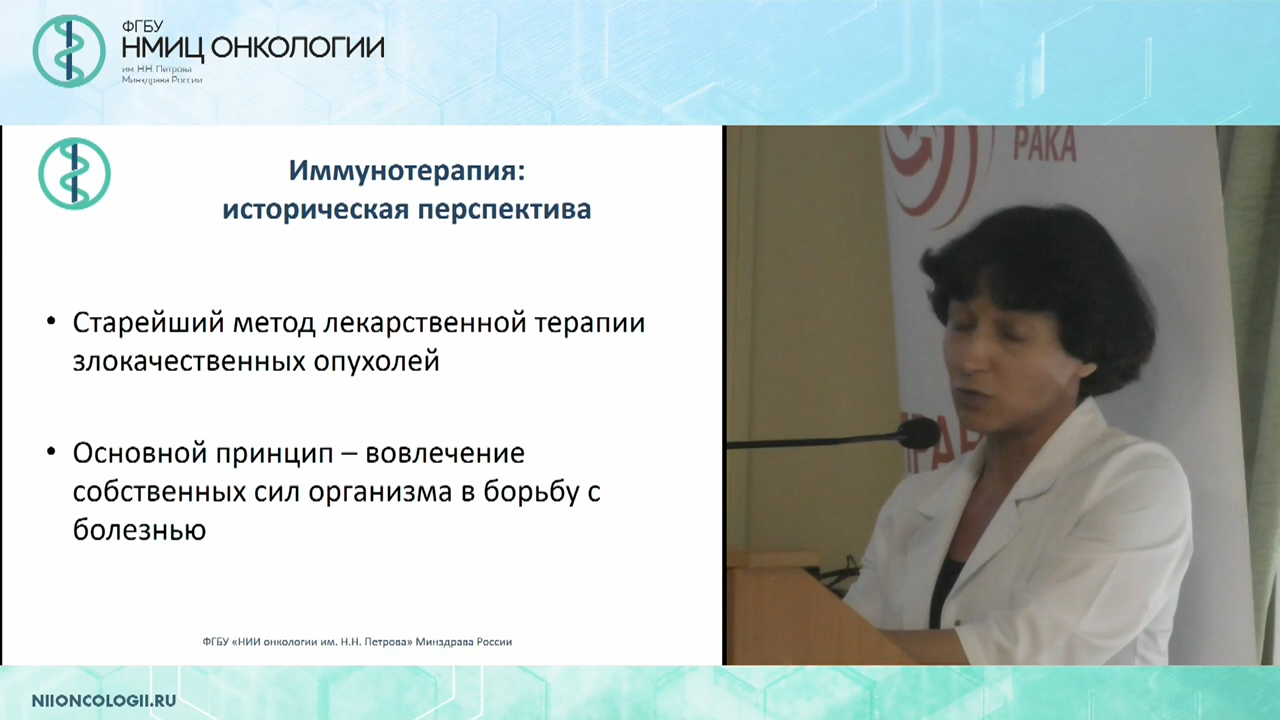 ФГБУ
НМИЦ ОНКОЛОГИИ
им. Н.Н. Петрова
Минздрава России
Иммунотерапия:
историческая перспектива
• Старейший метод лекарственной терапии
злокачественных опухолей
• Основной принцип – вовлечение
собственных сил организма в борьбу с
болезнью
ФГБУ «НИИ онкологии им. Н.Н. Петрова» Минздрава России
РАКА
NIIONCOLOGII.RU